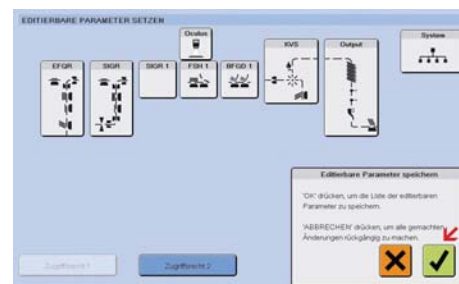 EDITIERBARE PARAMETER SETZEN
Oculus
System
EFQR
SIGR
SIGR 1
FSH 1
BFGD 1
KVS
Output
Editierbare Parameter speichern
'OK' drücken, um die Liste der editierbaren
Parameter zu speichern.
'ABBRECHEN' drücken, um alle gemachten
Änderungen rückgängig zu machen.
Zugriffsrecht 1
Zugriffsrecht 2